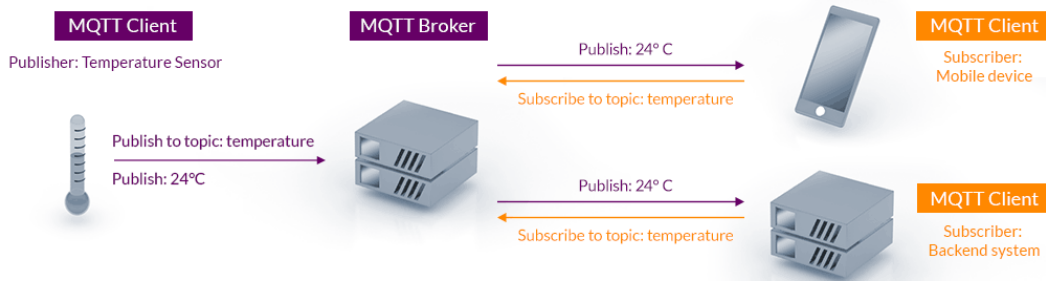 MQTT Client
Publisher: Temperature Sensor
Publish to topic: temperature
Publish: 24°C
MQTT Broker
Publish: 24° C
Subscribe to topic: temperature
MQTT Client
Subscriber:
Mobile device
Publish: 24° C
Subscribe to topic: temperature
MQTT Client
Subscriber:
Backend system